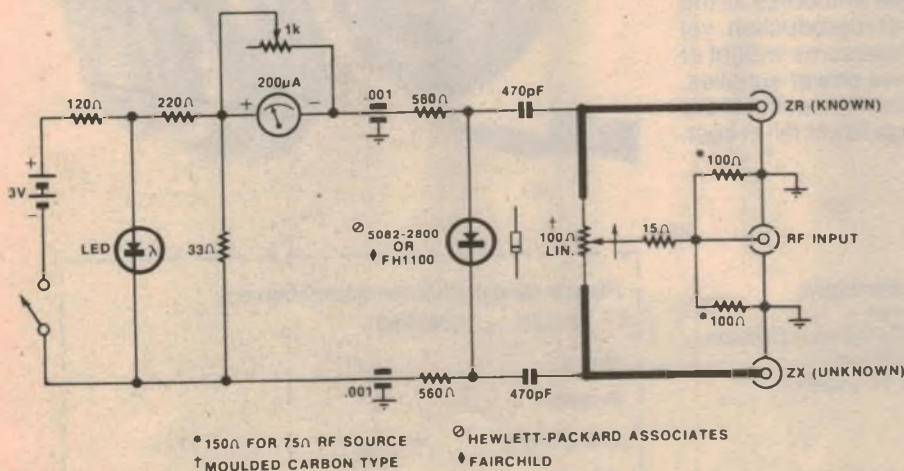 1k
200µA
+ -
120Ω
220Ω
.001
580Ω
470pF
ZR (KNOWN)
+
3V
-
*
100Ω
LED
λ
33Ω
⊘ 5082-2800
OR
♦ FH1100
†
100Ω
LIN.
15Ω
RF INPUT
*100Ω
.001
560Ω
470pF
ZX (UNKNOWN)
*150Ω FOR 75Ω RF SOURCE
⊘ HEWLETT-PACKARD ASSOCIATES
†MOULDED CARBON TYPE
♦ FAIRCHILD